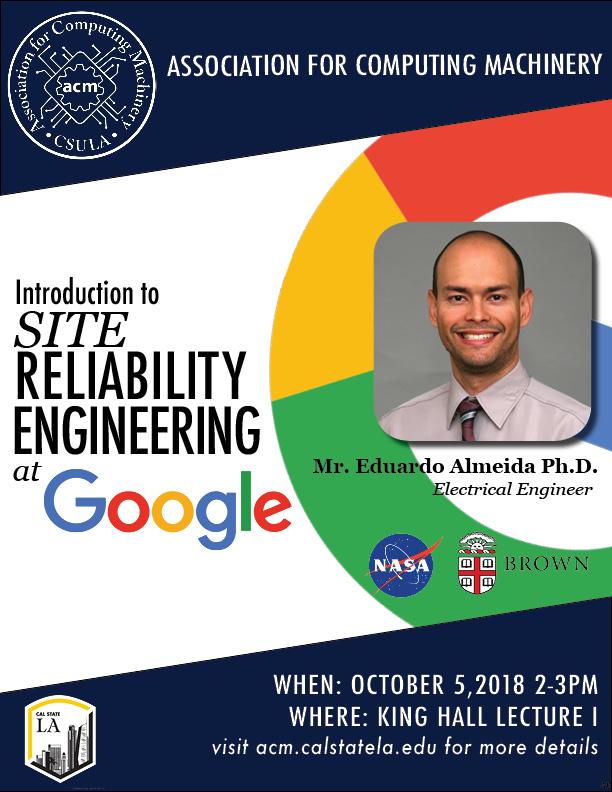 Association for Computing Machinery
acm
• CSULA •
ASSOCIATION FOR COMPUTING MACHINERY
Introduction to
SITE
RELIABILITY
ENGINEERING
at
Google
Mr. Eduardo Almeida Ph.D.
Electrical Engineer
NASA
BROWN
WHEN: OCTOBER 5,2018 2-3PM
WHERE: KING HALL LECTURE I
visit acm.calstatela.edu for more details
CAL STATE
LA